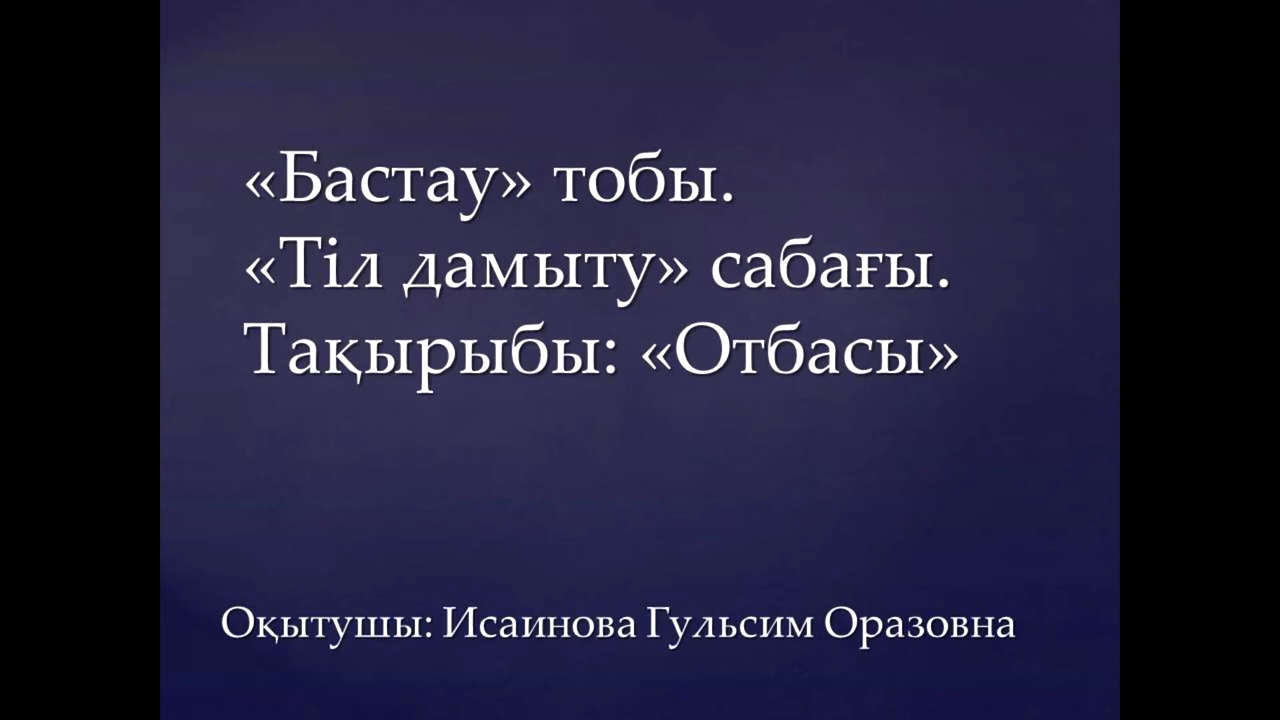 «Бастау» тобы.
«Тіл дамыту» сабағы.
Тақырыбы: «Отбасы»
Оқытушы: Исаинова Гульсим Оразовна